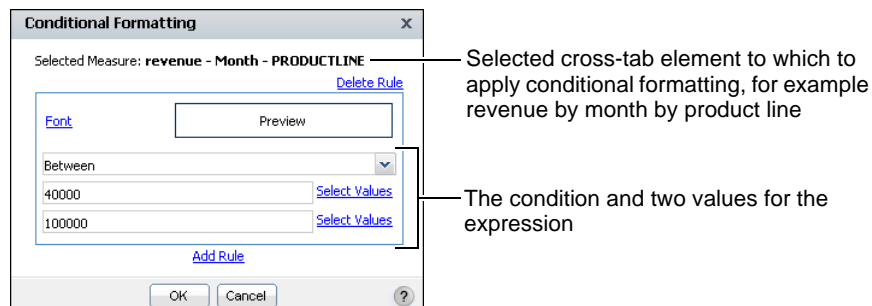 Conditional Formatting x
Selected Measure: revenue - Month - PRODUCTLINE
Delete Rule
Font
Preview
Between
40000
Select Values
100000
Select Values
Add Rule
OK
Cancel
?
Selected cross-tab element to which to
apply conditional formatting, for example
revenue by month by product line
The condition and two values for the
expression